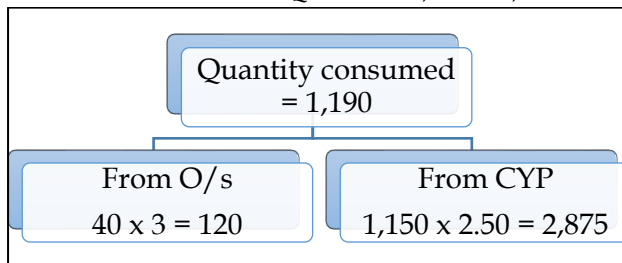 Quantity consumed
= 1,190
From O/s
40 x 3 = 120
From CYP
1,150 x 2.50 = 2,875